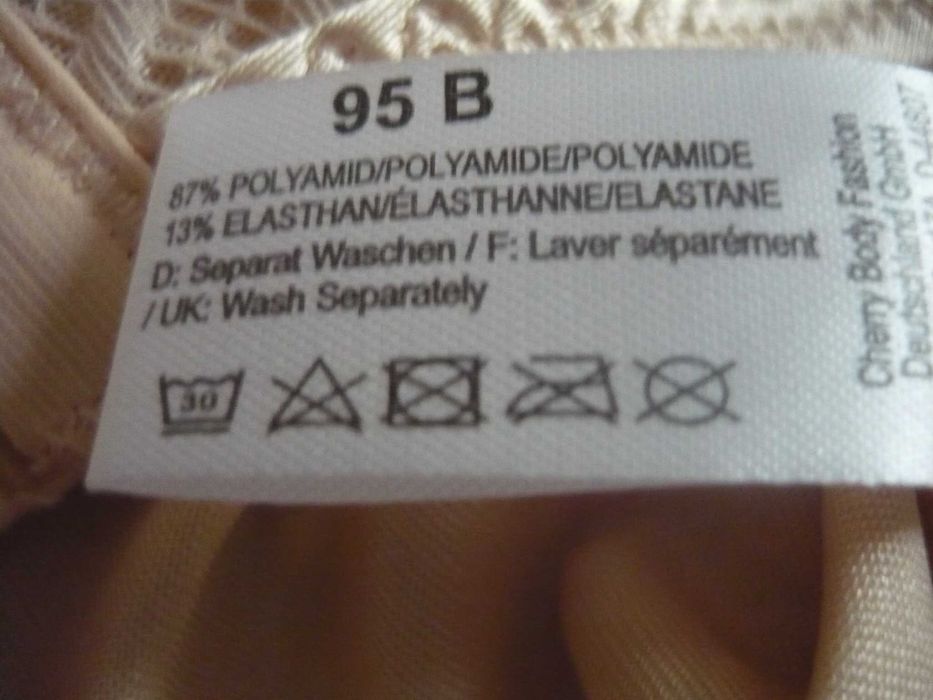 95 B
87% POLYAMID/POLYAMIDE/POLYAMIDE
13% ELASTHAN/ÉLASTHANNE/ELASTANE
D: Separat Waschen / F: Laver séparément
/ UK: Wash Separately
30
Cherry Body Fashion
Deutschland GmbH
D-44807